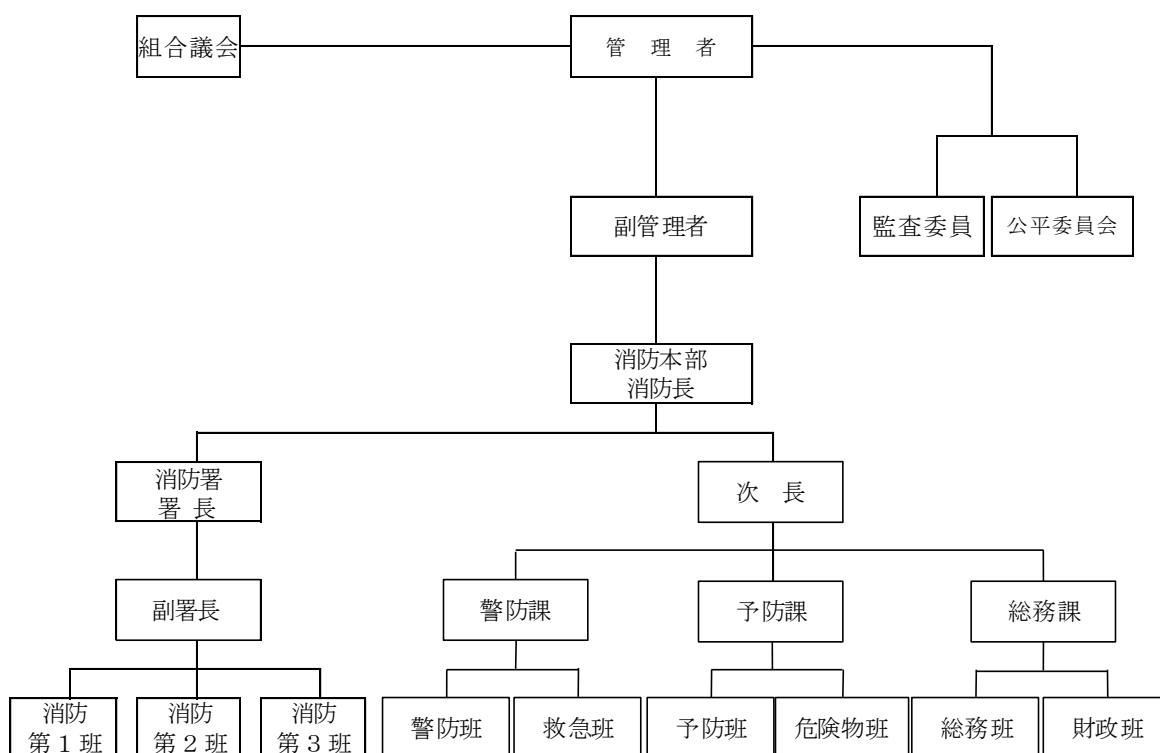 組合議会
管 理 者
副管理者
監査委員
公平委員会
消防本部
消防長
消防署
署 長
次 長
副署長
警防課
予防課
総務課
消防
第1班
消防
第2班
消防
第3班
警防班
救急班
予防班
危険物班
総務班
財政班